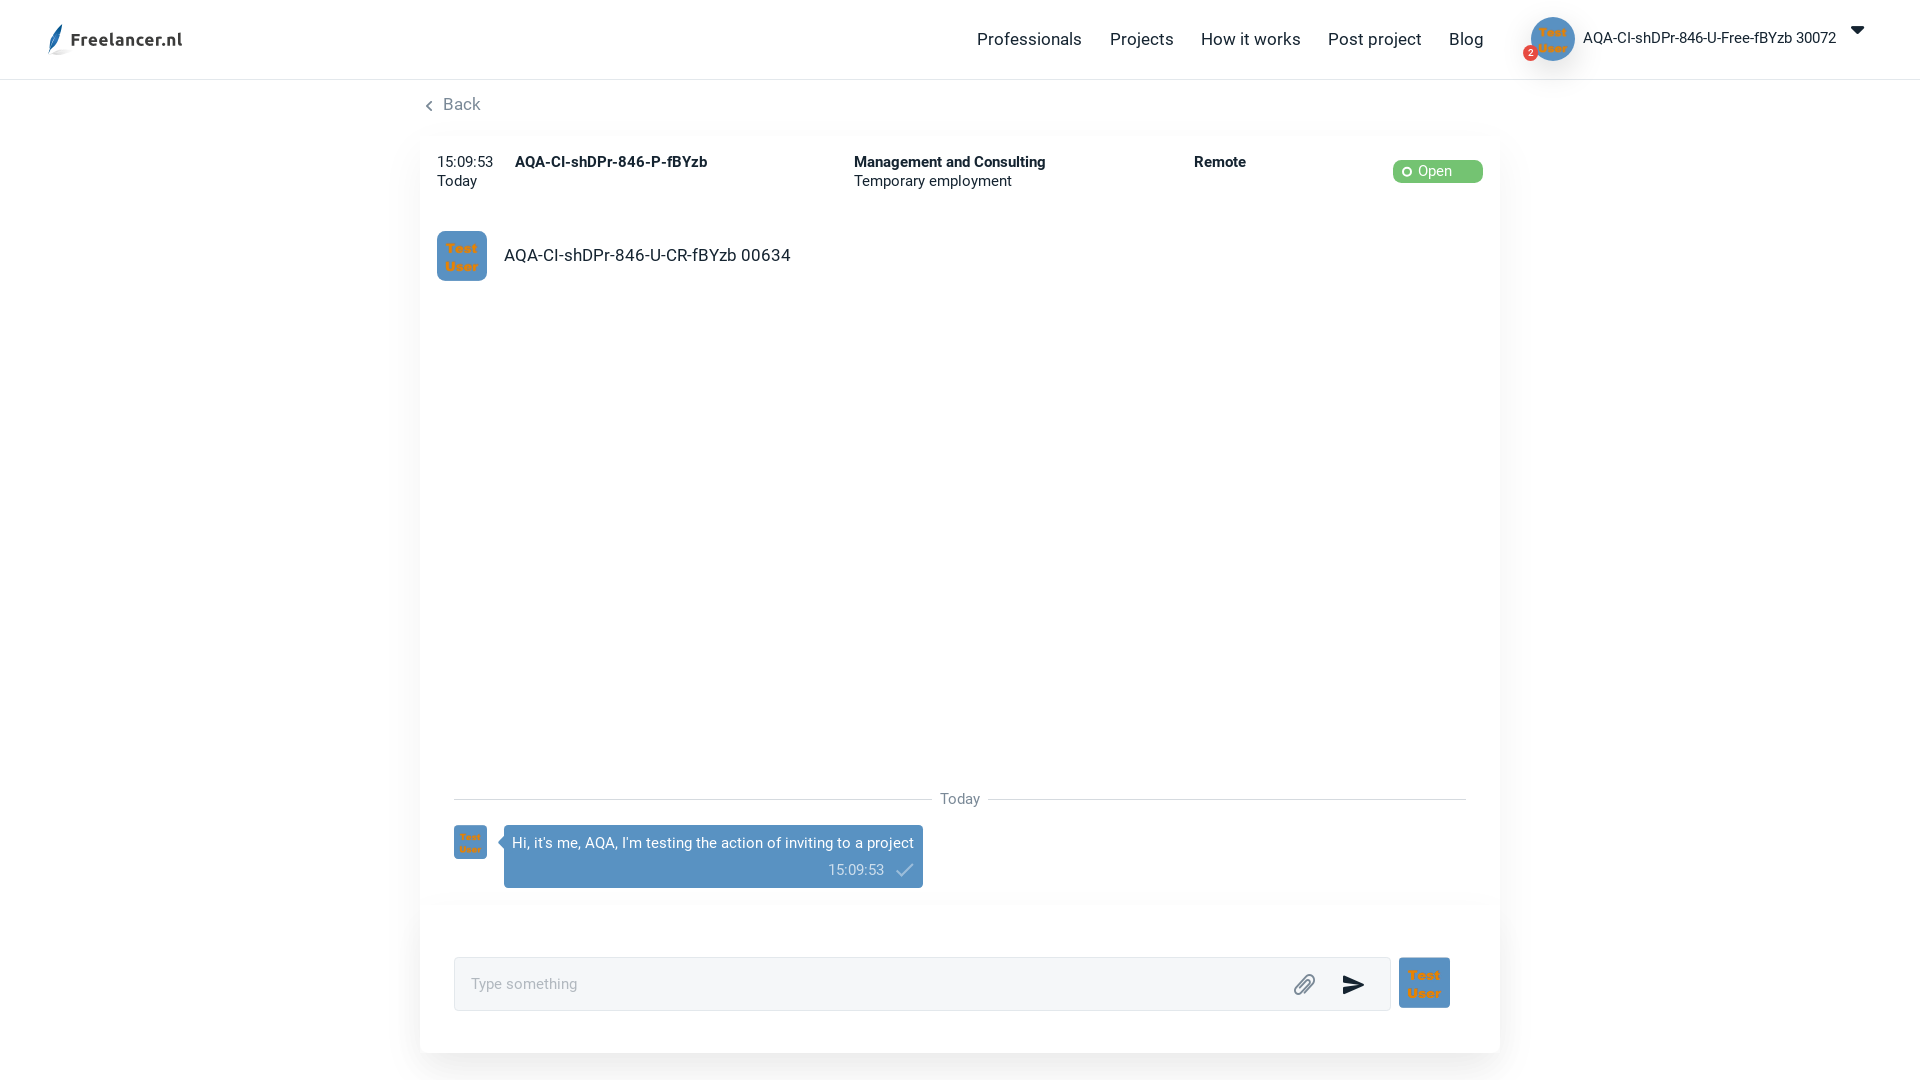 Freelancer.nl
Professionals Projects How it works Post project Blog
Test
User
2
AQA-CI-shDPr-846-U-Free-fBYzb 30072
Back
15:09:53 AQA-CI-shDPr-846-P-fBYzb Management and Consulting Remote
Today Temporary employment
Open
Test
User
AQA-CI-shDPr-846-U-CR-fBYzb 00634
Today
Test
User
Hi, it's me, AQA, I'm testing the action of inviting to a project
15:09:53
Type something
Test
User